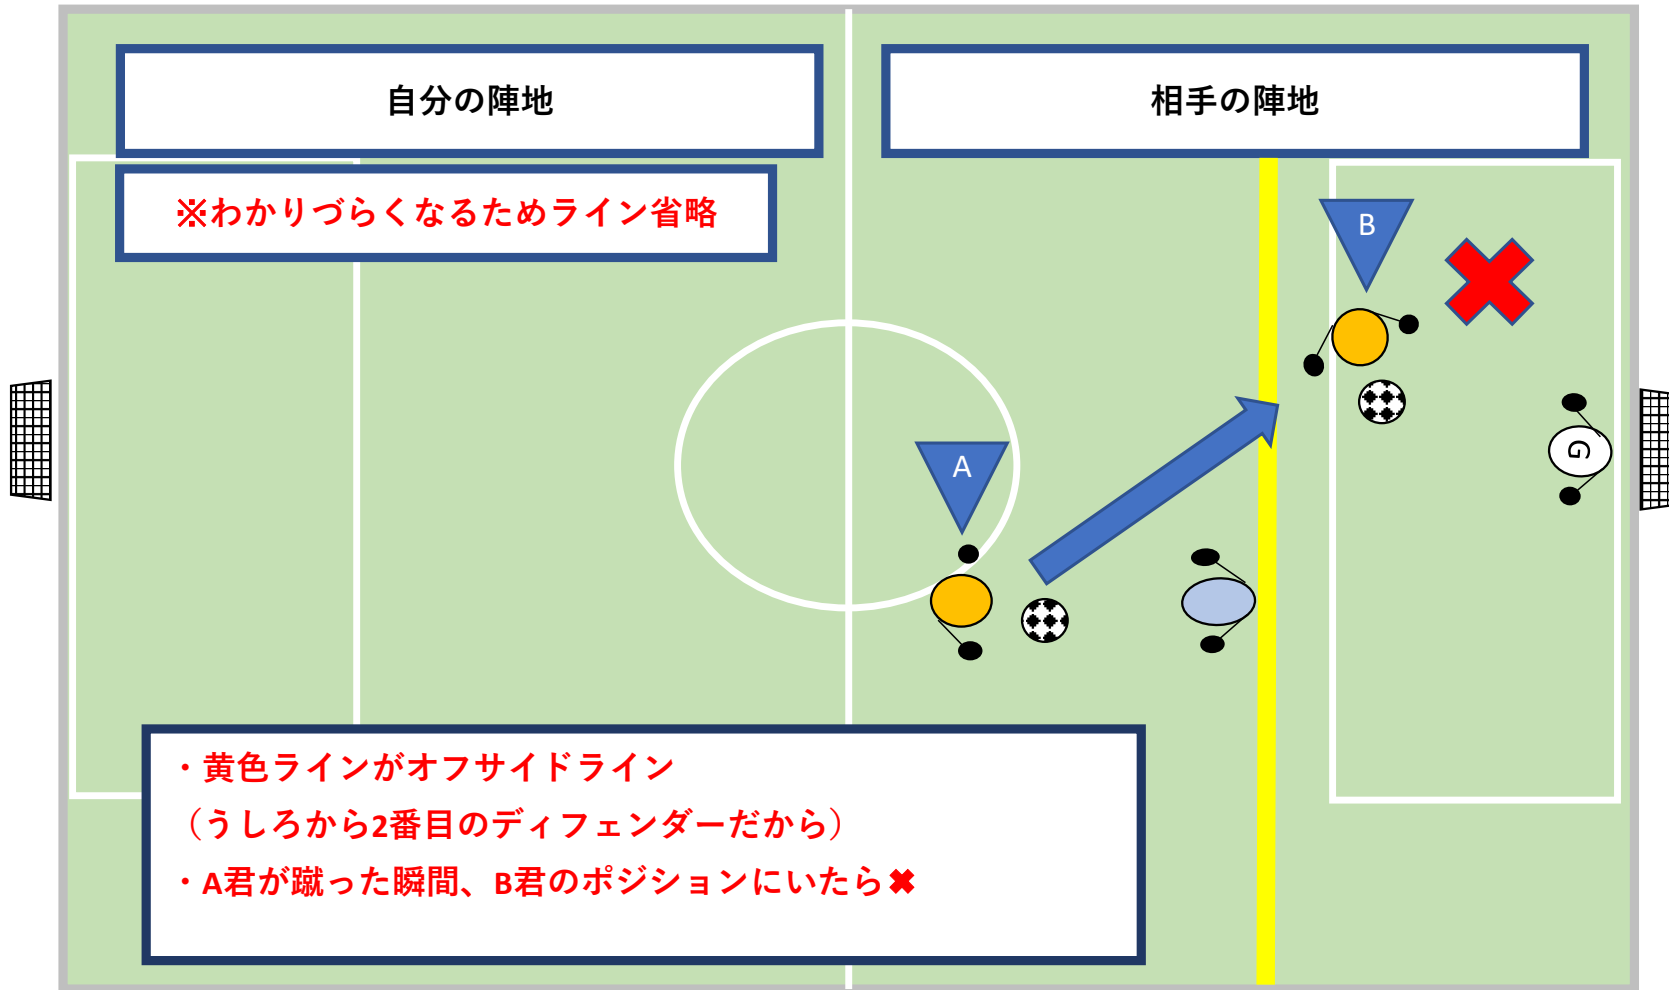 自分の陣地
相手の陣地
※わかりづらくなるためライン省略
B
A
G
・黄色ラインがオフサイドライン
（うしろから2番目のディフェンダーだから）
・A君が蹴った瞬間、B君のポジションにいたら✖